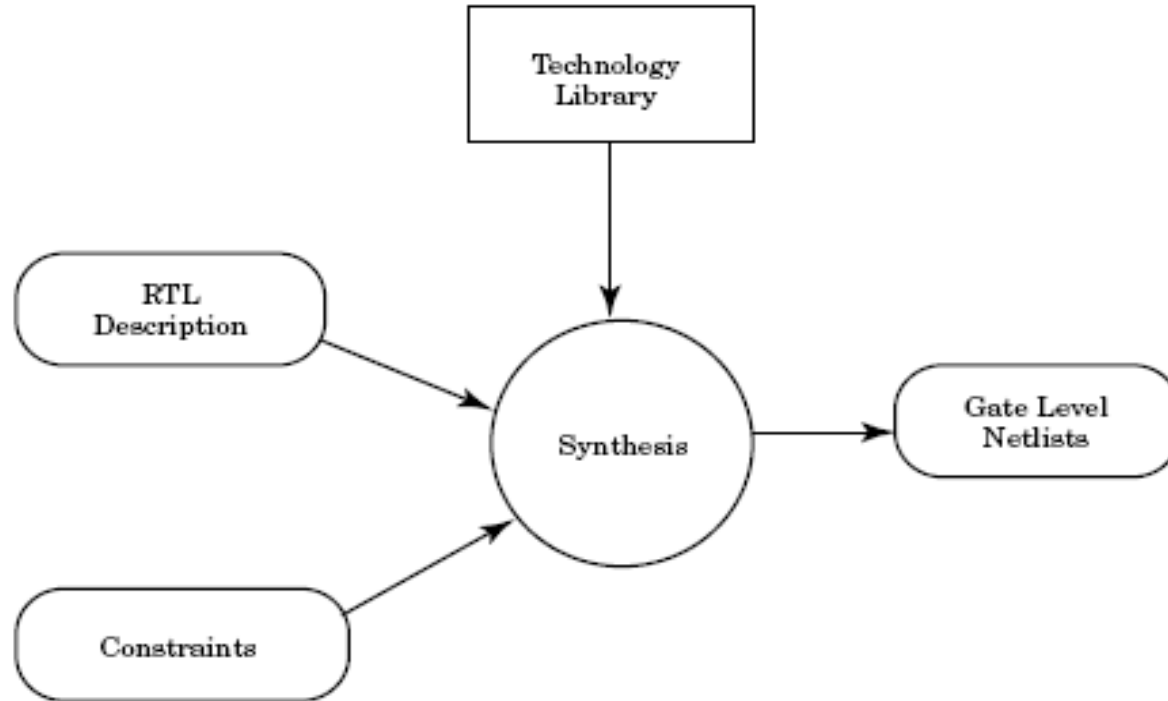 Technology
Library
RTL
Description
Synthesis
Gate Level
Netlists
Constraints